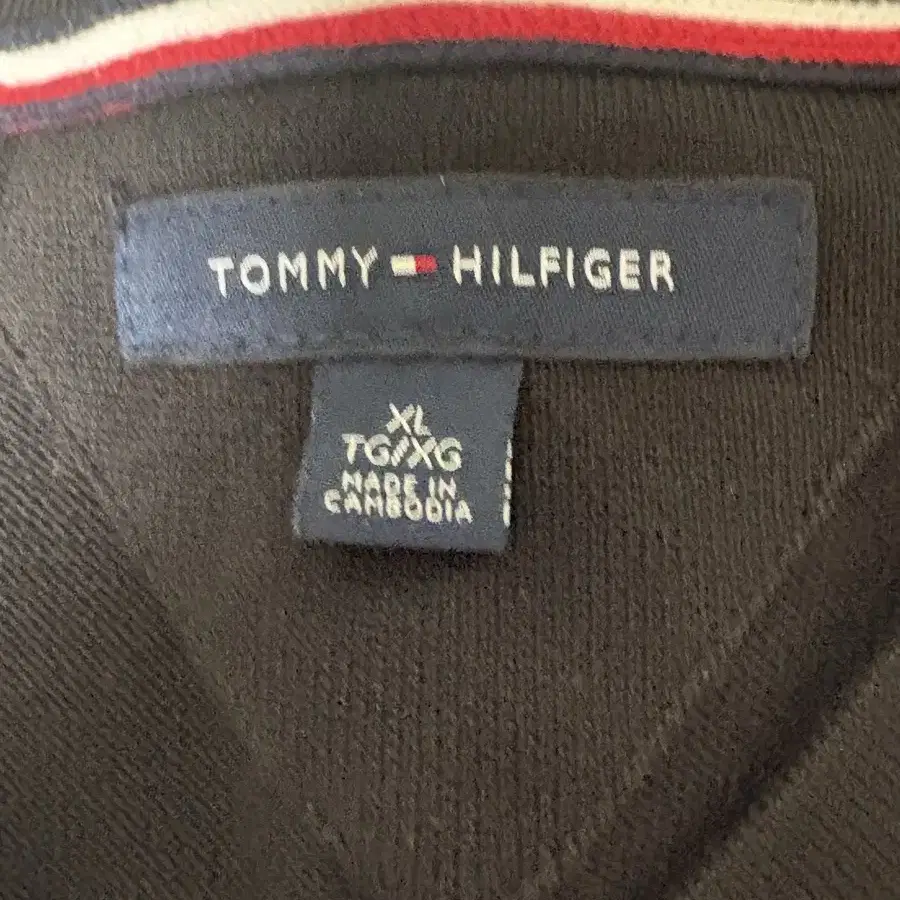 TOMMY HILFIGER
XL
TG/XG
MADE IN
CAMBODIA